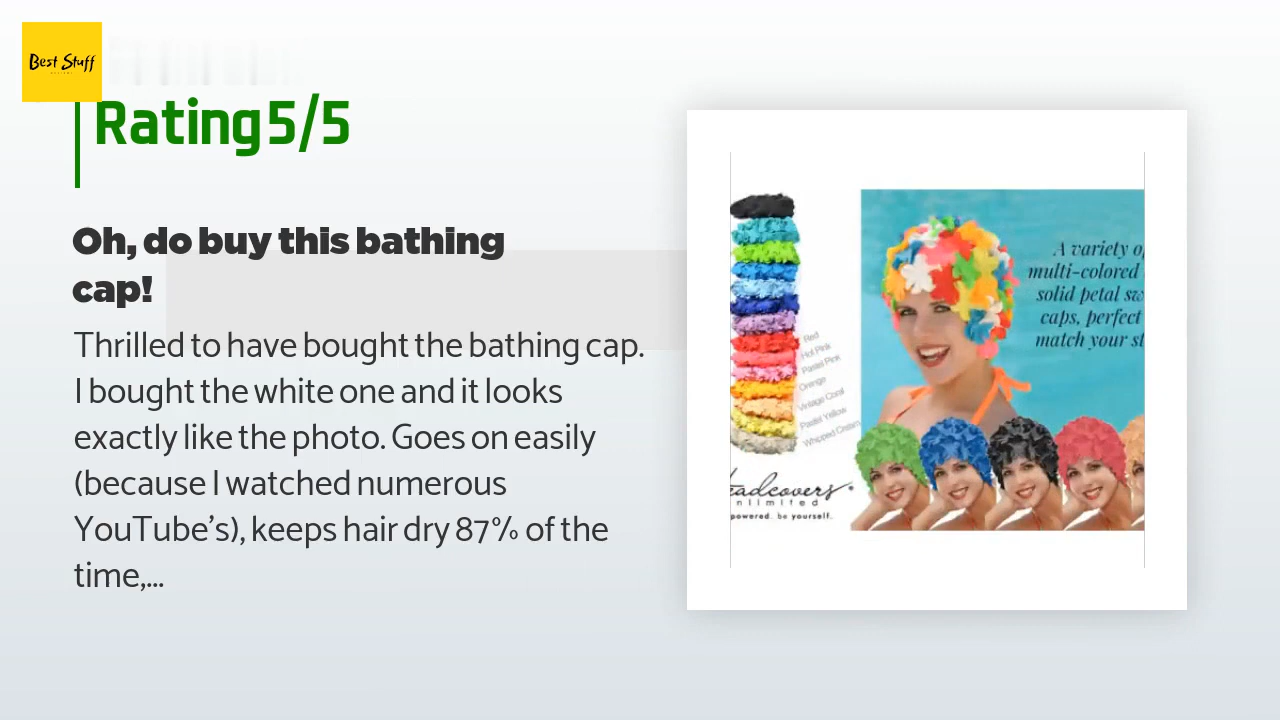 Best Stuff
Rating 5/5
Oh, do buy this bathing
cap!
Thrilled to have bought the bathing cap.
I bought the white one and it looks
exactly like the photo. Goes on easily
(because I watched numerous
YouTube's), keeps hair dry 87% of the
time,...
A variety
multi-colored
solid petal
caps, perfect
match your
Red
Hot Pink
Pastel Pink
Orange
Vintage Coral
Pastel Yellow
Whipped Cream
eadcovers®
nlimited
powered. be yourself.